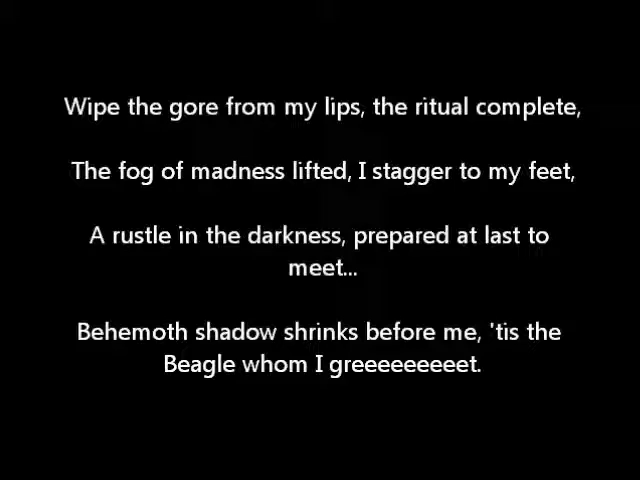 Wipe the gore from my lips, the ritual complete,
The fog of madness lifted, I stagger to my feet,
A rustle in the darkness, prepared at last to
meet...
Behemoth shadow shrinks before me, 'tis the
Beagle whom I greeeeeeeeet.